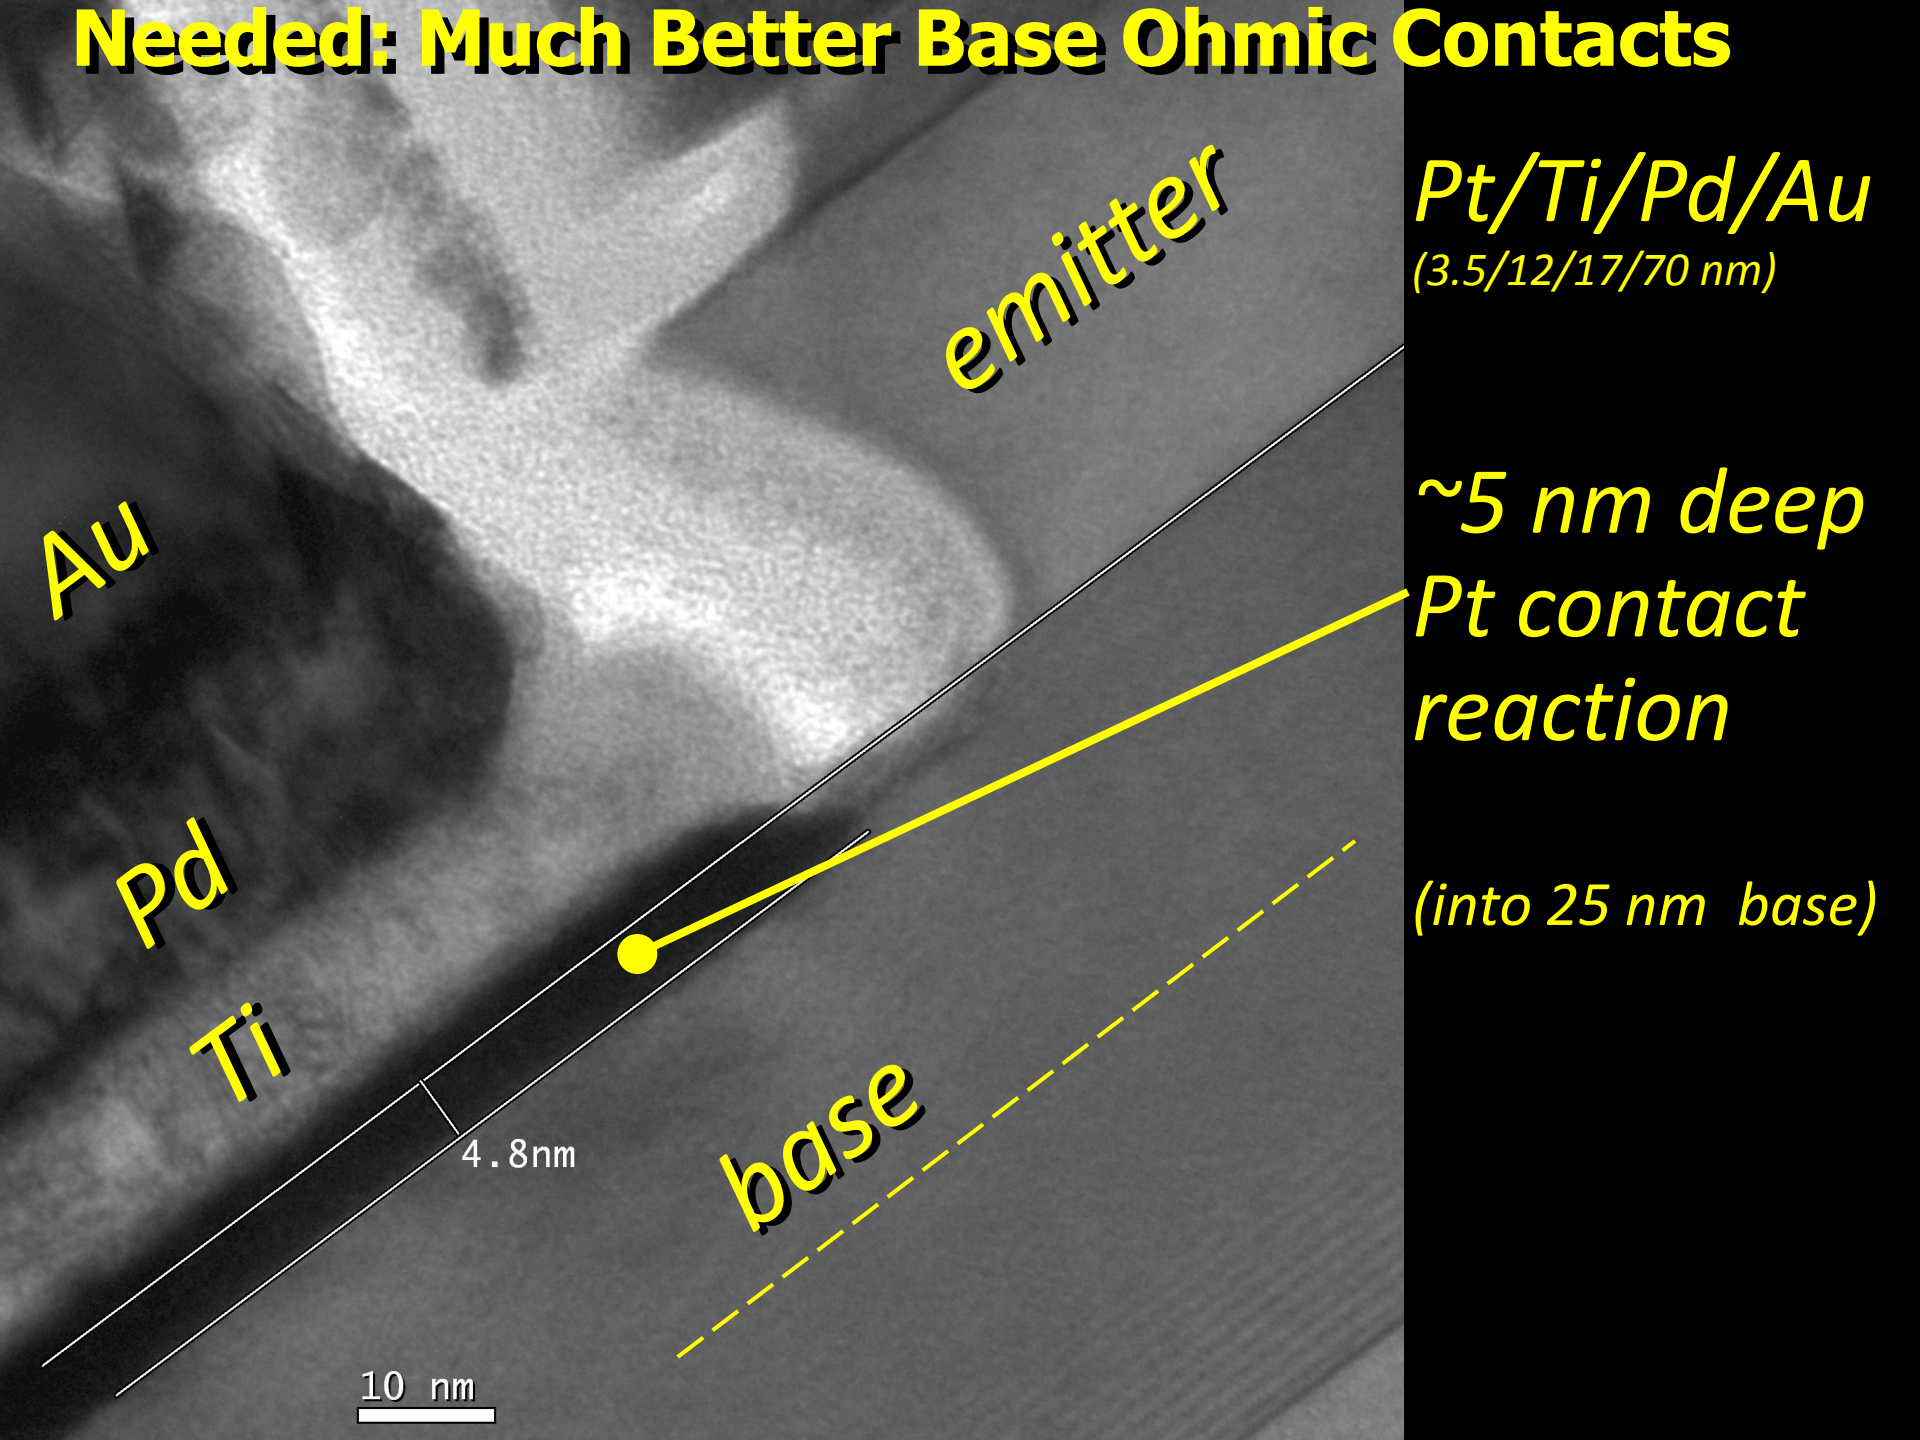 Needed: Much Better Base Ohmic Contacts
Pt/Ti/Pd/Au
(3.5/12/17/70 nm)
emitter
~5 nm deep
Pt contact
reaction
(into 25 nm base)
Au
Pd
Ti
base
4.8nm
10 nm